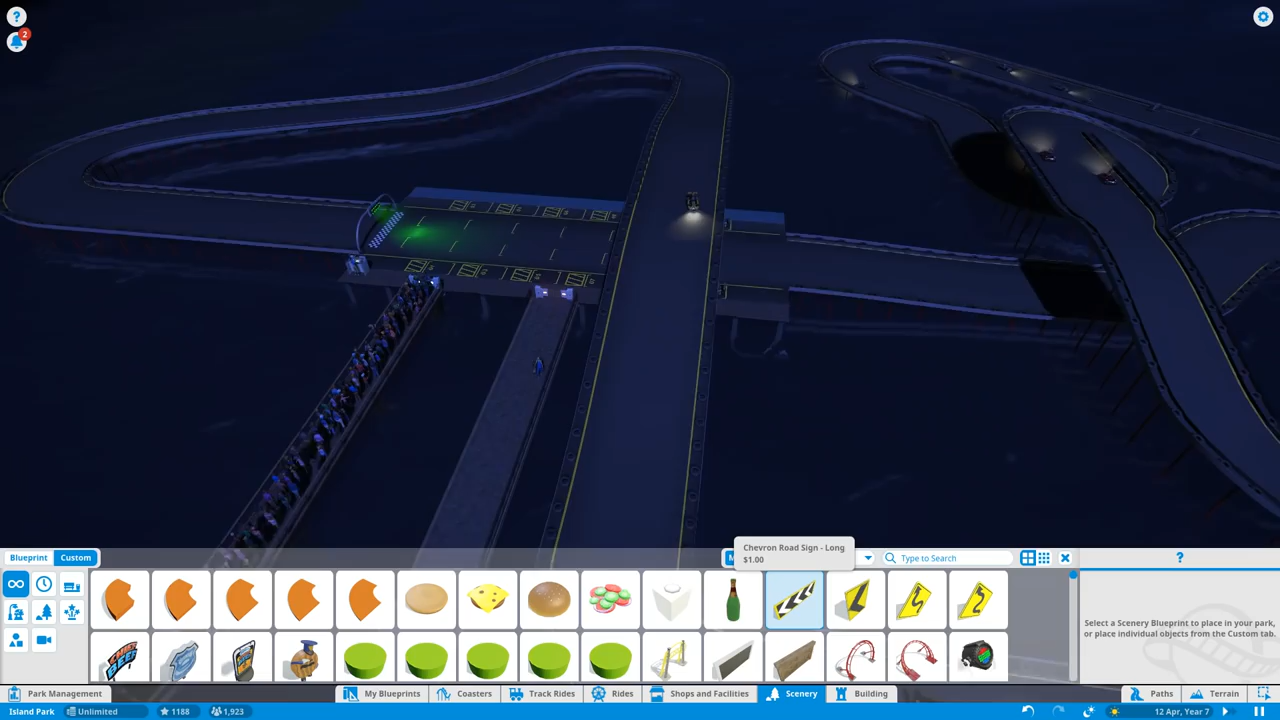 ?
2
Chevron Road Sign - Long
$1.00
Blueprint
Custom
Type to Search
?
Select a Scenery Blueprint to place in your park,
or place individual objects from the Custom tab.
Park Management
My Blueprints
Coasters
Track Rides
Rides
Shops and Facilities
Scenery
Building
Paths
Terrain
Island Park
Unlimited
1188
1,923
12 Apr, Year 7